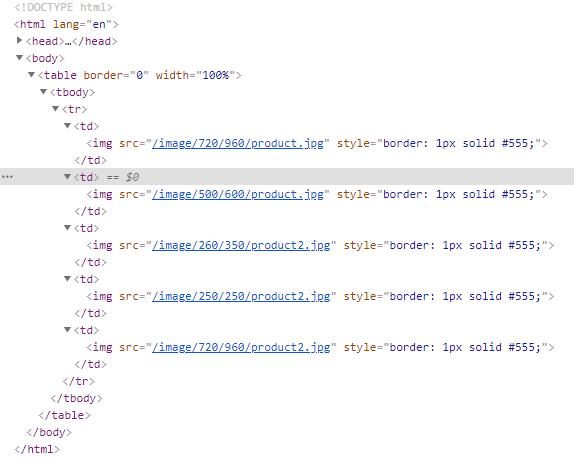 <!DOCTYPE html>
<html lang="en">
▶<head>…</head>
▼<body>
▼<table border="0" width="100%">
▼<tbody>
▼<tr>
▼<td>
<img src="/image/720/960/product.jpg" style="border: 1px solid #555;">
</td>
… ▼<td> == $0
<img src="/image/500/600/product.jpg" style="border: 1px solid #555;">
</td>
▼<td>
<img src="/image/260/350/product2.jpg" style="border: 1px solid #555;">
</td>
▼<td>
<img src="/image/250/250/product2.jpg" style="border: 1px solid #555;">
</td>
▼<td>
<img src="/image/720/960/product2.jpg" style="border: 1px solid #555;">
</td>
</tr>
</tbody>
</table>
</body>
</html>